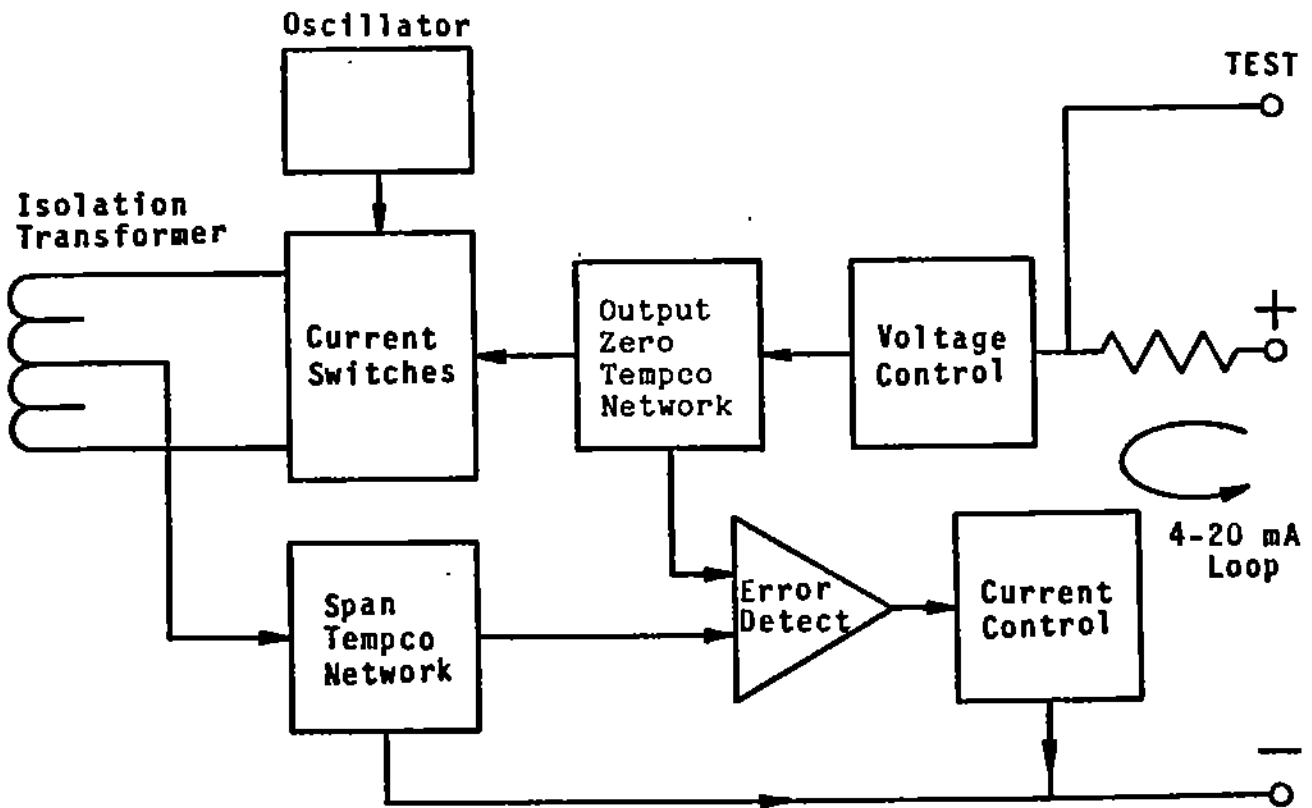 Oscillator
TEST
Isolation
Transformer
Current
Switches
Output
Zero
Tempco
Network
Voltage
Control
+
4-20 mA
Loop
Span
Tempco
Network
Error
Detect
Current
Control
−